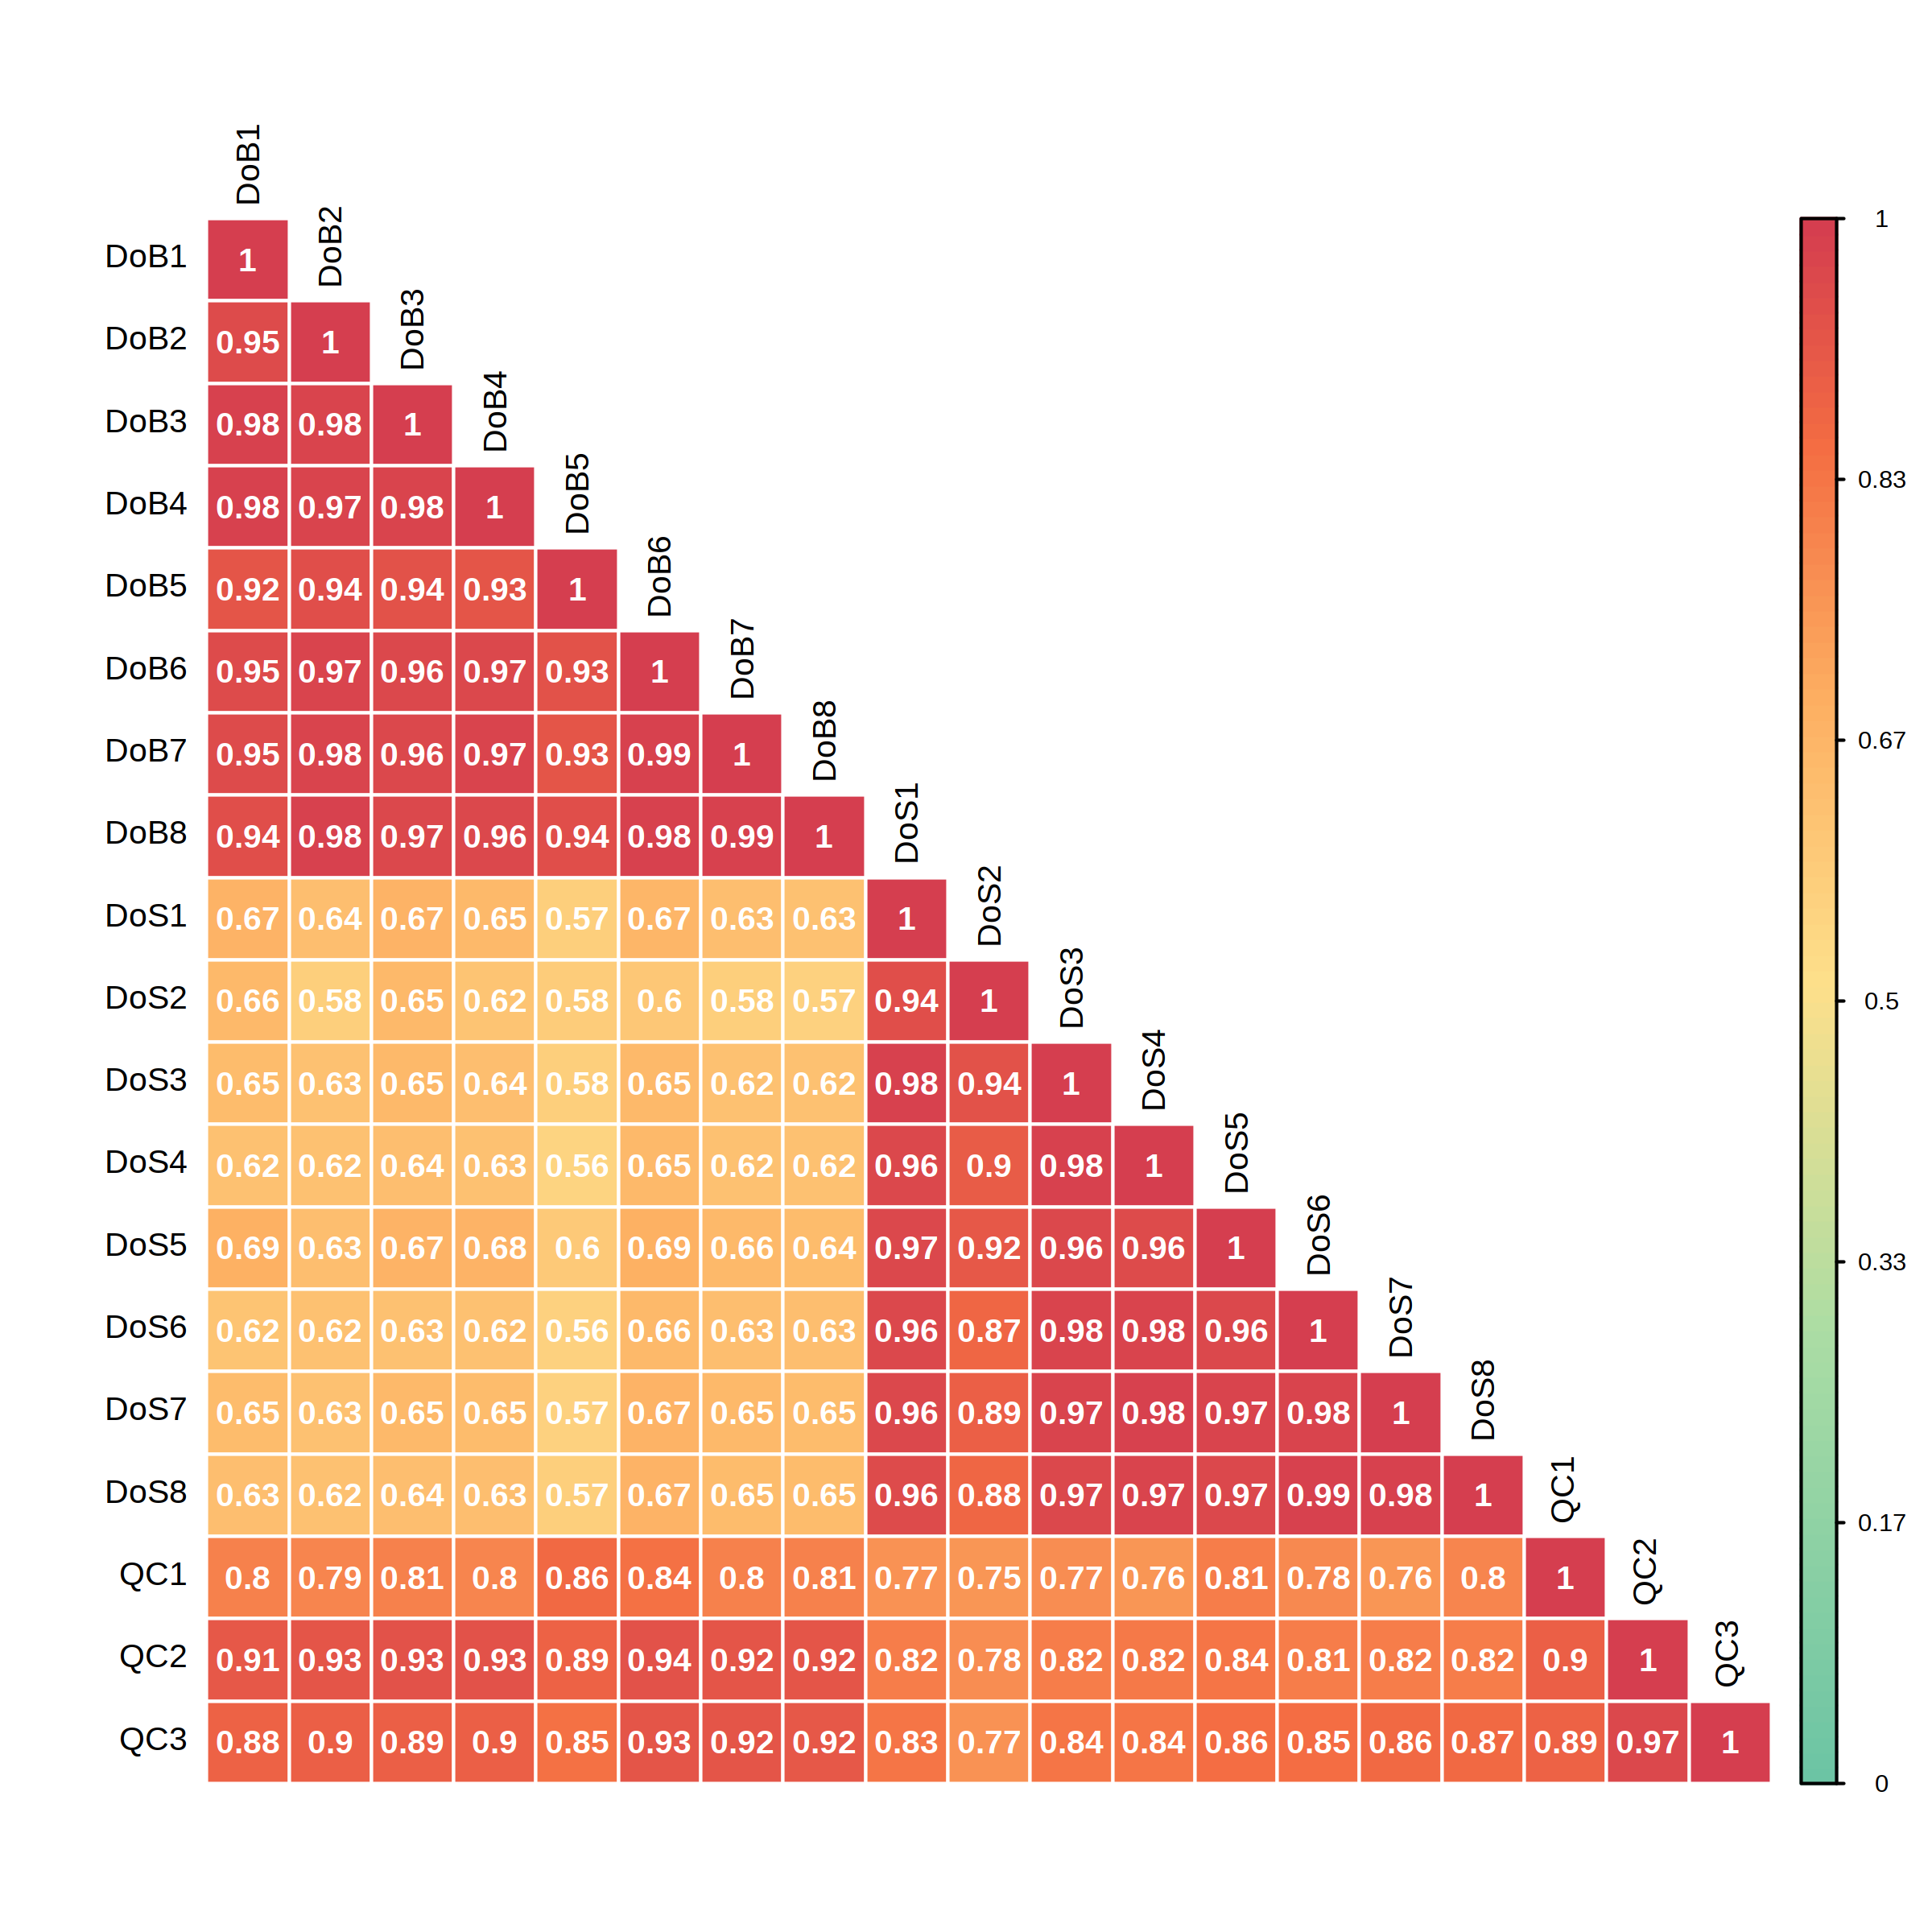 DoB1
DoB1 1 DoB2
DoB2 0.95 1 DoB3
DoB3 0.98 0.98 1 DoB4
DoB4 0.98 0.97 0.98 1 DoB5
DoB5 0.92 0.94 0.94 0.93 1 DoB6
DoB6 0.95 0.97 0.96 0.97 0.93 1 DoB7
DoB7 0.95 0.98 0.96 0.97 0.93 0.99 1 DoB8
DoB8 0.94 0.98 0.97 0.96 0.94 0.98 0.99 1 DoS1
DoS1 0.67 0.64 0.67 0.65 0.57 0.67 0.63 0.63 1 DoS2
DoS2 0.66 0.58 0.65 0.62 0.58 0.6 0.58 0.57 0.94 1 DoS3
DoS3 0.65 0.63 0.65 0.64 0.58 0.65 0.62 0.62 0.98 0.94 1 DoS4
DoS4 0.62 0.62 0.64 0.63 0.56 0.65 0.62 0.62 0.96 0.9 0.98 1 DoS5
DoS5 0.69 0.63 0.67 0.68 0.6 0.69 0.66 0.64 0.97 0.92 0.96 0.96 1 DoS6
DoS6 0.62 0.62 0.63 0.62 0.56 0.66 0.63 0.63 0.96 0.87 0.98 0.98 0.96 1 DoS7
DoS7 0.65 0.63 0.65 0.65 0.57 0.67 0.65 0.65 0.96 0.89 0.97 0.98 0.97 0.98 1 DoS8
DoS8 0.63 0.62 0.64 0.63 0.57 0.67 0.65 0.65 0.96 0.88 0.97 0.97 0.97 0.99 0.98 1 QC1
QC1 0.8 0.79 0.81 0.8 0.86 0.84 0.8 0.81 0.77 0.75 0.77 0.76 0.81 0.78 0.76 0.8 1 QC2
QC2 0.91 0.93 0.93 0.93 0.89 0.94 0.92 0.92 0.82 0.78 0.82 0.82 0.84 0.81 0.82 0.82 0.9 1 QC3
QC3 0.88 0.9 0.89 0.9 0.85 0.93 0.92 0.92 0.83 0.77 0.84 0.84 0.86 0.85 0.86 0.87 0.89 0.97 1
1
0.83
0.67
0.5
0.33
0.17
0